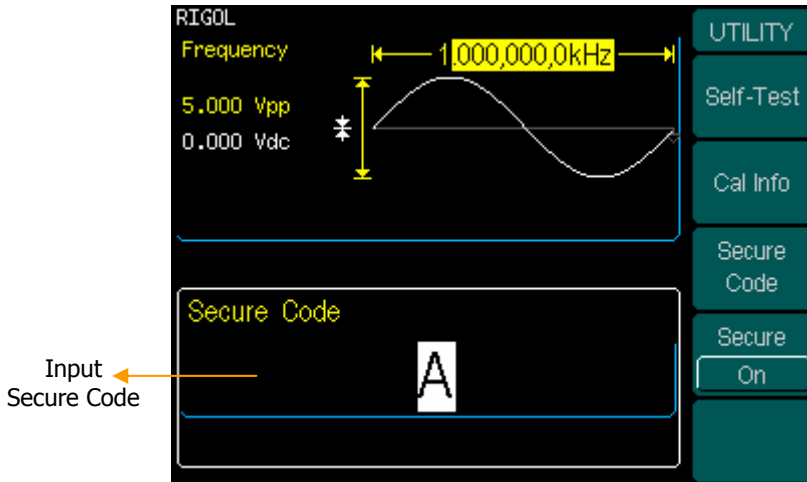 RIGOL
Frequency
1.000,000,0kHz
5.000 Vpp
0.000 Vdc
Secure Code
A
Input
Secure Code
UTILITY
Self-Test
Cal Info
Secure
Code
Secure
On